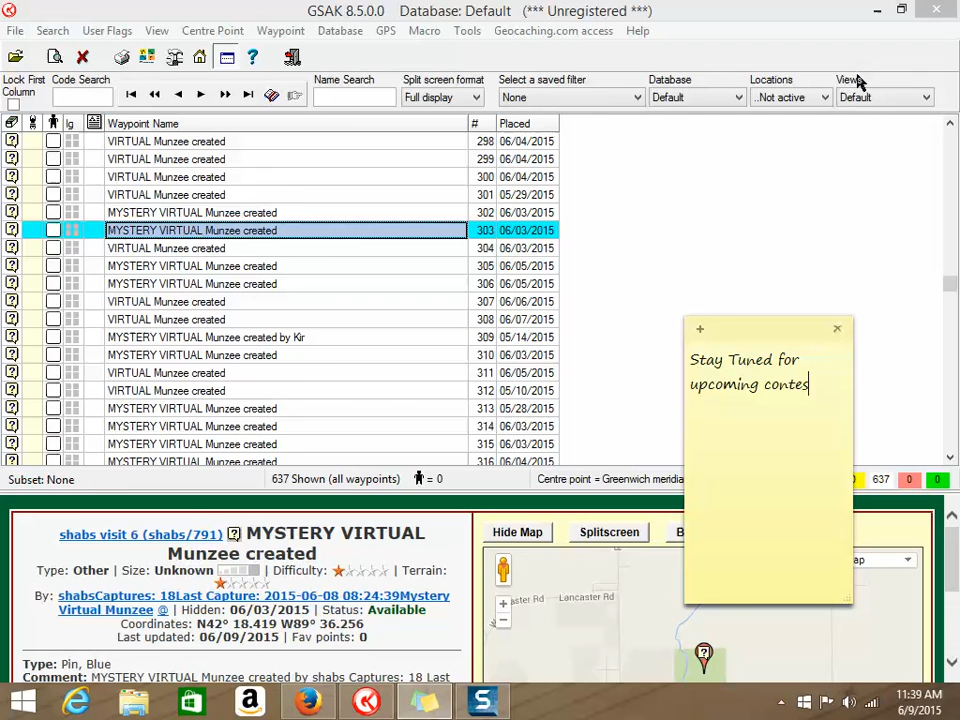 GSAK 8.5.0.0 Database: Default (*** Unregistered ***)
File Search User Flags View Centre Point Waypoint Database GPS Macro Tools Geocaching.com access Help
Lock First Column Code Search Name Search Split screen format Select a saved filter Database Locations Views
Full display None Default ..Not active Default
lg Waypoint Name # Placed
VIRTUAL Munzee created 298 06/04/2015
VIRTUAL Munzee created 299 06/04/2015
VIRTUAL Munzee created 300 06/04/2015
VIRTUAL Munzee created 301 05/29/2015
MYSTERY VIRTUAL Munzee created 302 06/03/2015
MYSTERY VIRTUAL Munzee created 303 06/03/2015
VIRTUAL Munzee created 304 06/03/2015
MYSTERY VIRTUAL Munzee created 305 06/05/2015
MYSTERY VIRTUAL Munzee created 306 06/05/2015
VIRTUAL Munzee created 307 06/06/2015
VIRTUAL Munzee created 308 06/07/2015
MYSTERY VIRTUAL Munzee created by Kir 309 05/14/2015
MYSTERY VIRTUAL Munzee created 310 06/03/2015
VIRTUAL Munzee created 311 06/05/2015
VIRTUAL Munzee created 312 05/10/2015
MYSTERY VIRTUAL Munzee created 313 05/28/2015
MYSTERY VIRTUAL Munzee created 314 06/03/2015
MYSTERY VIRTUAL Munzee created 315 06/03/2015
MYSTERY VIRTUAL Munzee created 316 06/04/2015
Stay Tuned for
upcoming contes
Subset: None 637 Shown (all waypoints) = 0 Centre point = Greenwich meridia 0 637 0 0
shabs visit 6 (shabs/791) MYSTERY VIRTUAL
Munzee created
Type: Other | Size: Unknown | Difficulty: | Terrain:
By: shabsCaptures: 18Last Capture: 2015-06-08 08:24:39Mystery
Virtual Munzee @ | Hidden: 06/03/2015 | Status: Available
Coordinates: N42° 18.419 W89° 36.256
Last updated: 06/09/2015 | Fav points: 0
Type: Pin, Blue
Comment: MYSTERY VIRTUAL Munzee created by shabs Captures: 18 Last
Hide Map Splitscreen B
ap
caster Rd Lancaster Rd
11:39 AM
6/9/2015